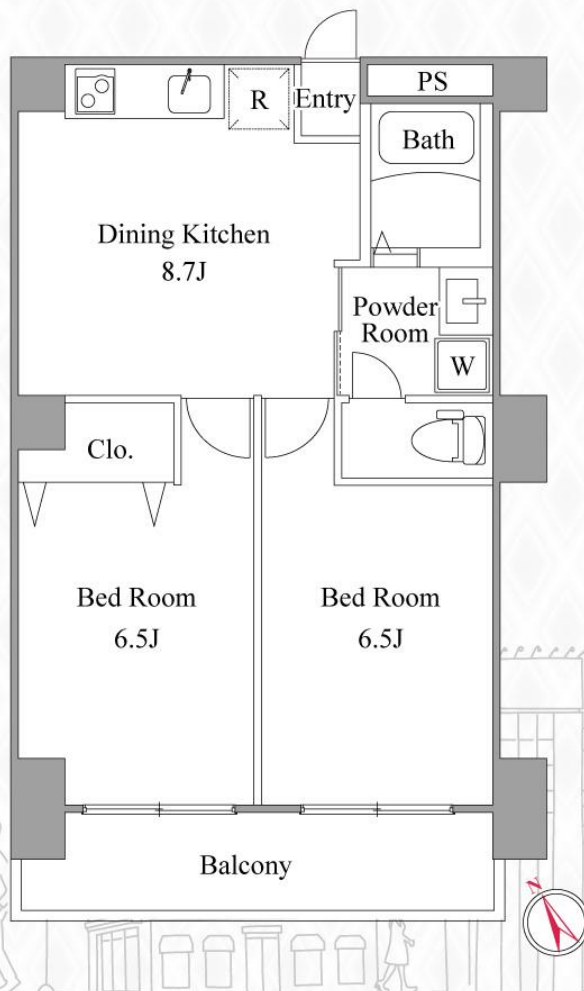 R
Entry
PS
Bath
Dining Kitchen
8.7J
Powder
Room
W
Clo.
Bed Room
6.5J
Bed Room
6.5J
Balcony
N